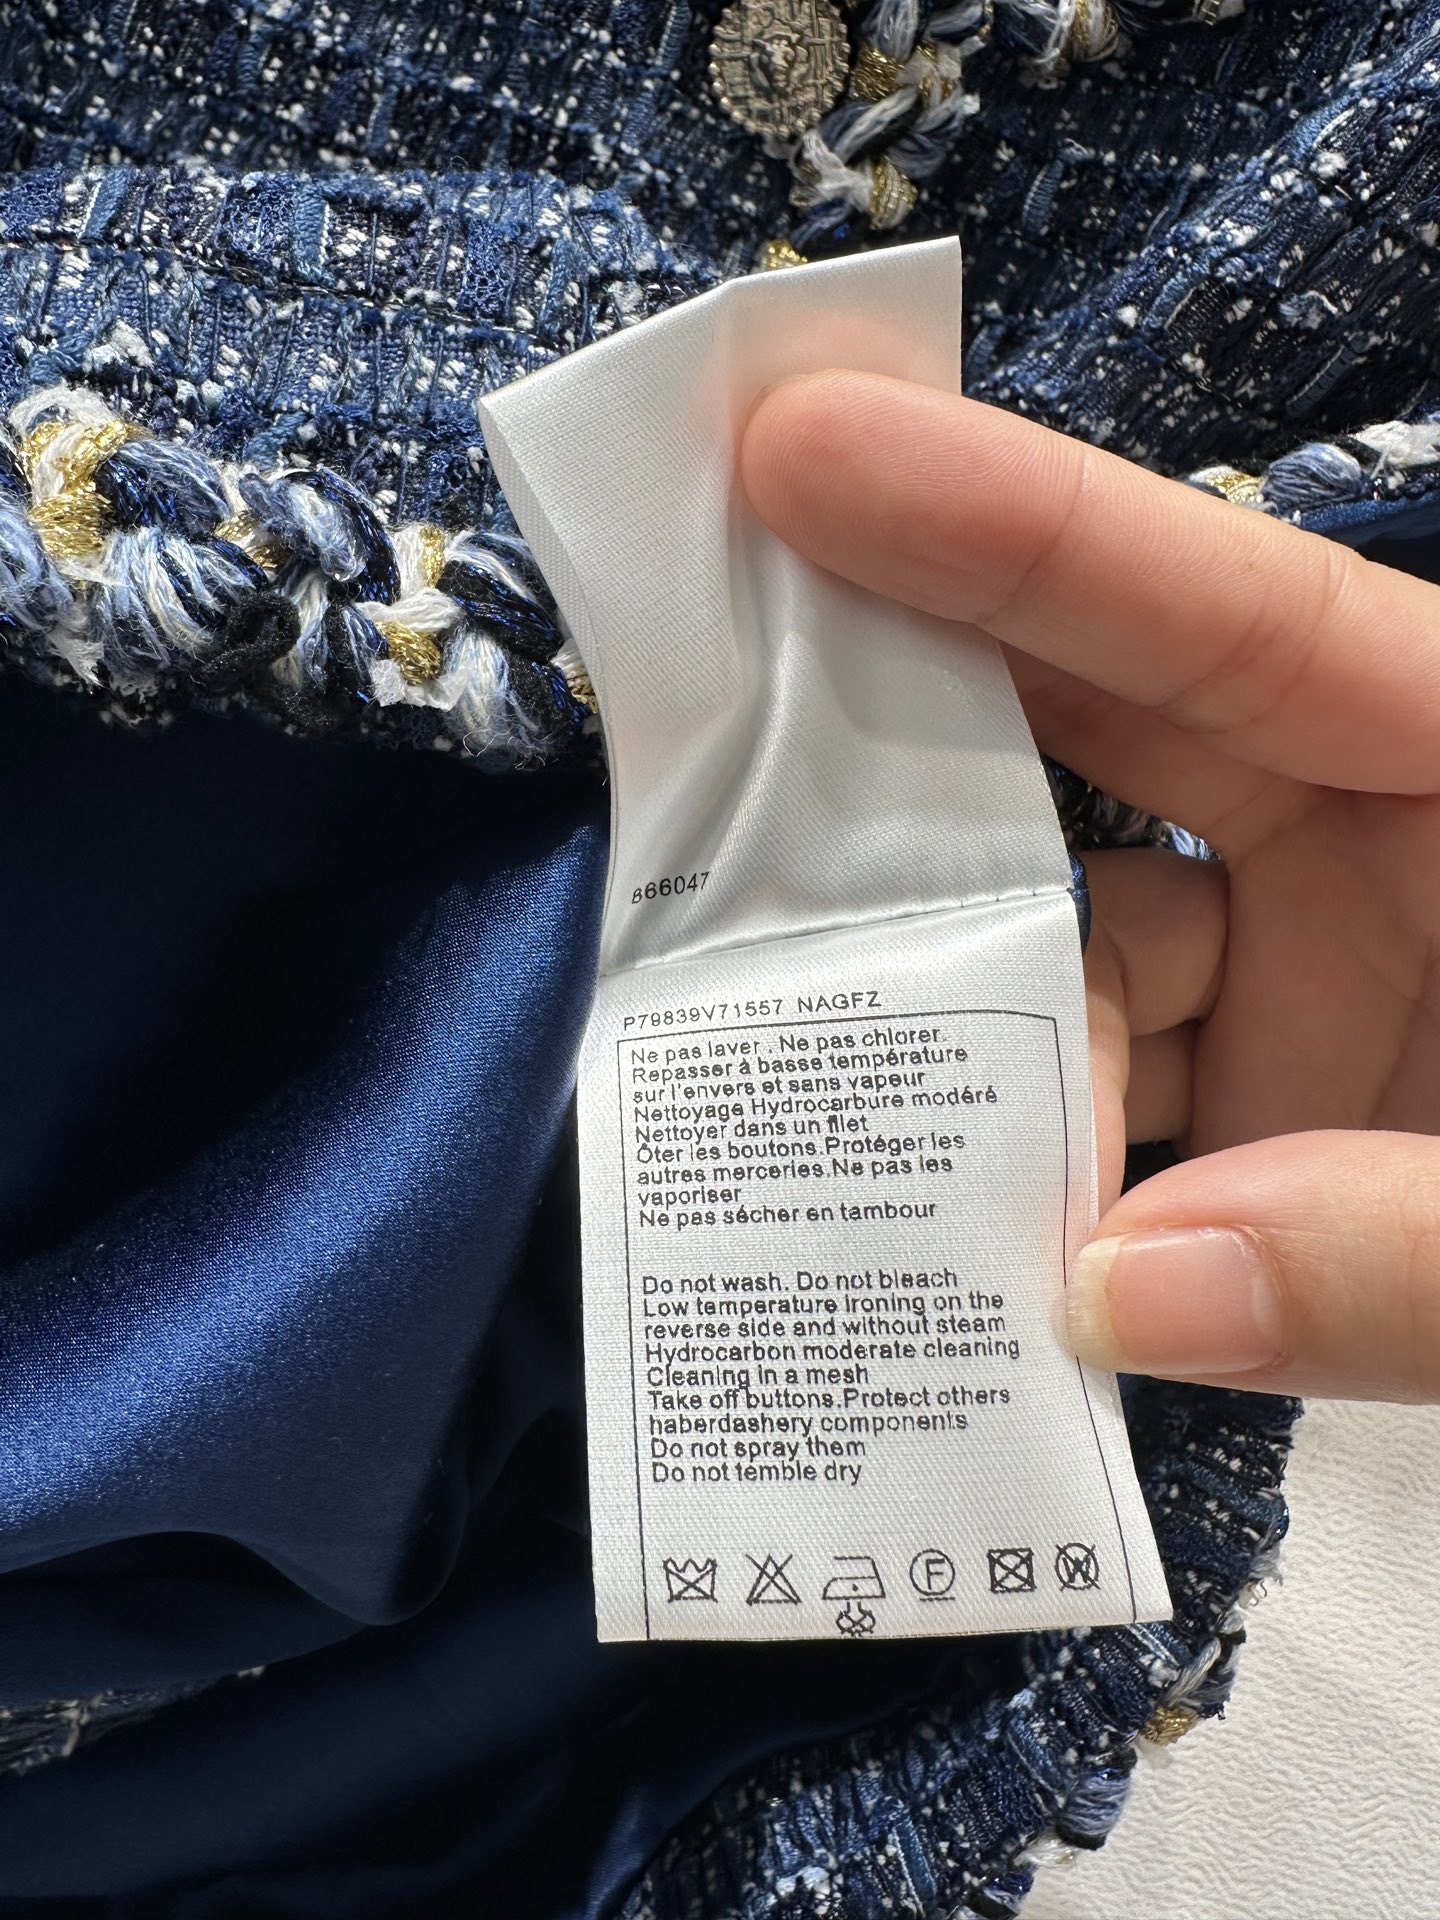 B66047
P79839V71557 NAGFZ
Ne pas laver . Ne pas chlorer.
Repasser à basse température
sur l'envers et sans vapeur
Nettoyage Hydrocarbure modéré
Nettoyer dans un filet
Ôter les boutons.Protéger les
autres merceries.Ne pas les
vaporiser
Ne pas sécher en tambour
Do not wash. Do not bleach
Low temperature ironing on the
reverse side and without steam
Hydrocarbon moderate cleaning
Cleaning in a mesh
Take off buttons.Protect others
haberdashery components
Do not spray them
Do not temble dry
F W